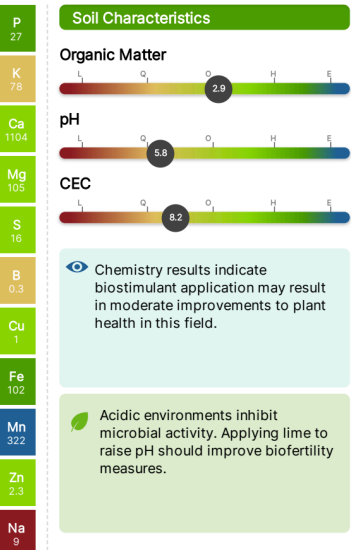 P
27
K
78
Ca
1104
Mg
105
S
16
B
0.3
Cu
1
Fe
102
Mn
322
Zn
2.3
Na
9
Soil Characteristics
Organic Matter
L Q O H E
2.9
pH
L Q O H E
5.8
CEC
L Q O H E
8.2
Chemistry results indicate
biostimulant application may result
in moderate improvements to plant
health in this field.
Acidic environments inhibit
microbial activity. Applying lime to
raise pH should improve biofertility
measures.